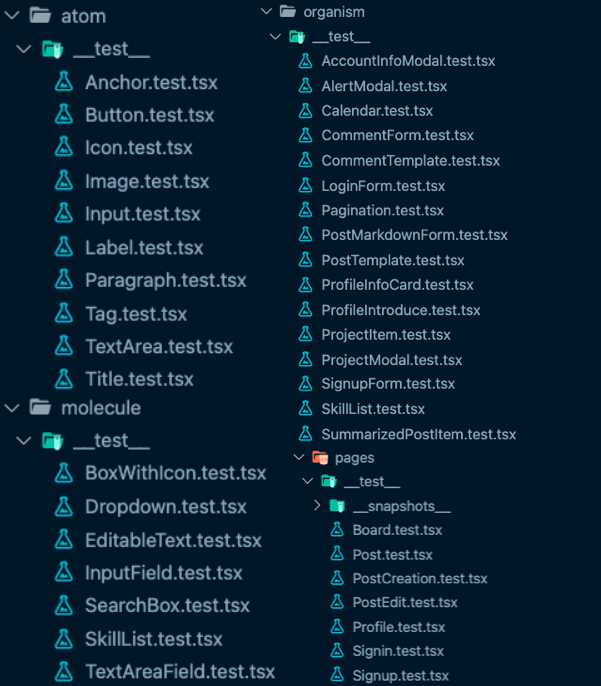 atom
__test__
Anchor.test.tsx
Button.test.tsx
Icon.test.tsx
Image.test.tsx
Input.test.tsx
Label.test.tsx
Paragraph.test.tsx
Tag.test.tsx
TextArea.test.tsx
Title.test.tsx
molecule
__test__
BoxWithIcon.test.tsx
Dropdown.test.tsx
EditableText.test.tsx
InputField.test.tsx
SearchBox.test.tsx
SkillList.test.tsx
TextAreaField.test.tsx
organism
__test__
AccountInfoModal.test.tsx
AlertModal.test.tsx
Calendar.test.tsx
CommentForm.test.tsx
CommentTemplate.test.tsx
LoginForm.test.tsx
Pagination.test.tsx
PostMarkdownForm.test.tsx
PostTemplate.test.tsx
ProfileInfoCard.test.tsx
ProfileIntroduce.test.tsx
ProjectItem.test.tsx
ProjectModal.test.tsx
SignupForm.test.tsx
SkillList.test.tsx
SummarizedPostItem.test.tsx
pages
__test__
__snapshots__
Board.test.tsx
Post.test.tsx
PostCreation.test.tsx
PostEdit.test.tsx
Profile.test.tsx
Signin.test.tsx
Signup.test.tsx